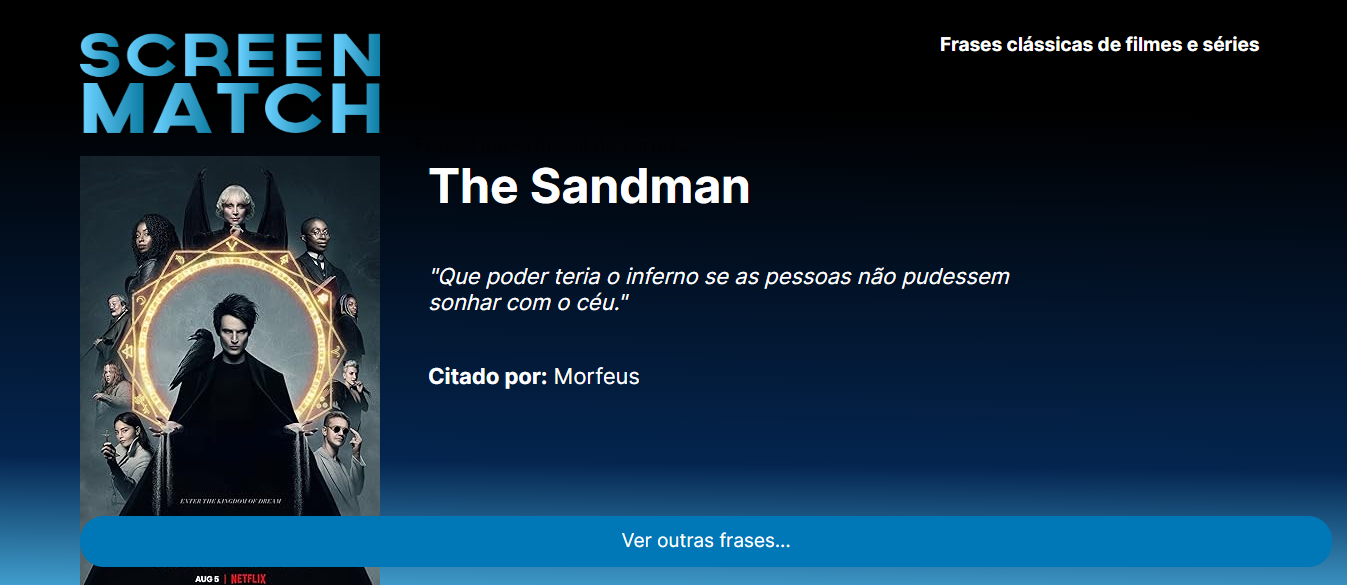 SCREEN
MATCH
Frases clássicas de filmes e séries
The Sandman
"Que poder teria o inferno se as pessoas não pudessem
sonhar com o céu."
Citado por: Morfeus
ENTER THE KINGDOM OF DREAM
Ver outras frases...
AUG 5 | NETFLIX